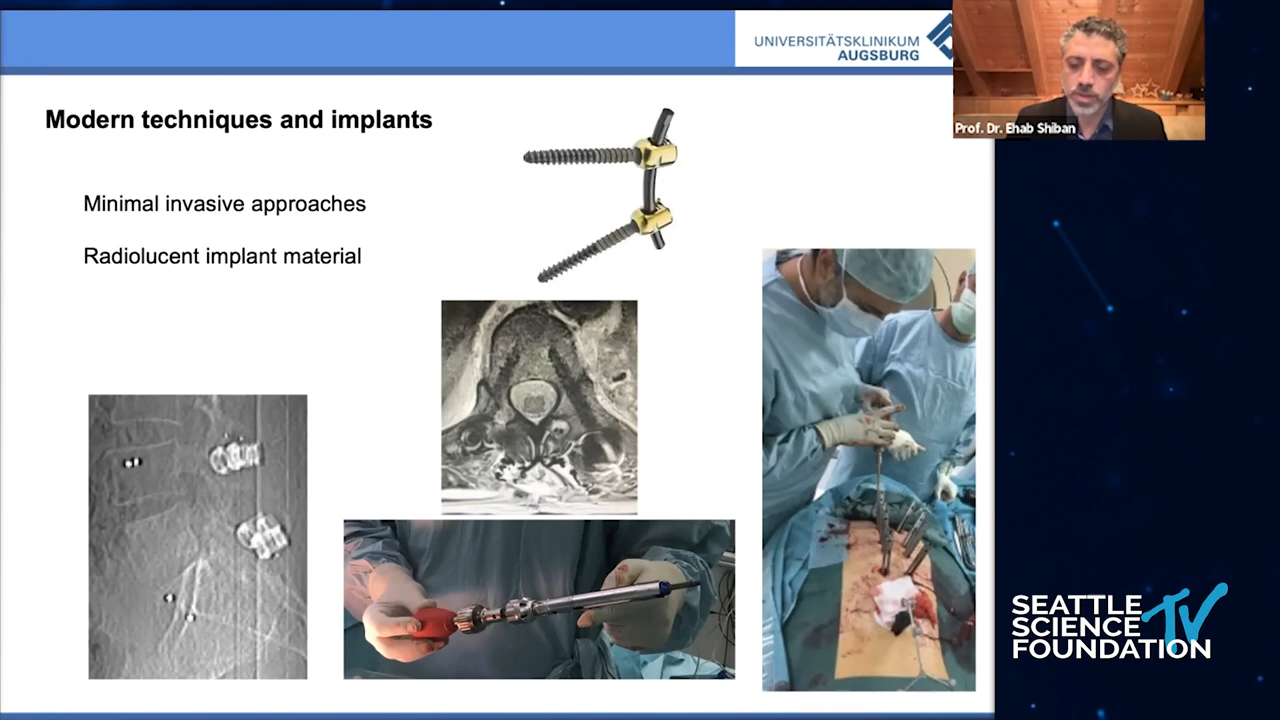 UNIVERSITÄTSKLINIKUM
AUGSBURG
Prof. Dr. Ehab Shiban
Modern techniques and implants
Minimal invasive approaches
Radiolucent implant material
SEATTLE
SCIENCE
FOUNDATION
TV